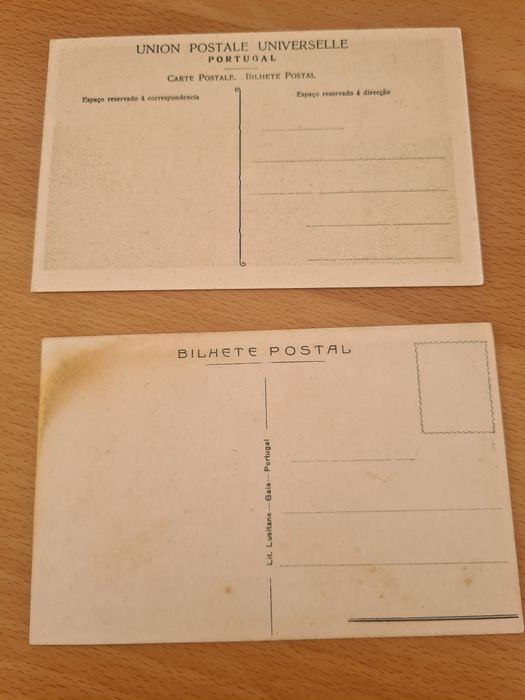 UNION POSTALE UNIVERSELLE
PORTUGAL
CARTE POSTALE. BILHETE POSTAL
Espaço reservado á correspondencia
Espaço reservado á direcção
BILHETE POSTAL
Lit. Lusitana — Gaia — Portugal